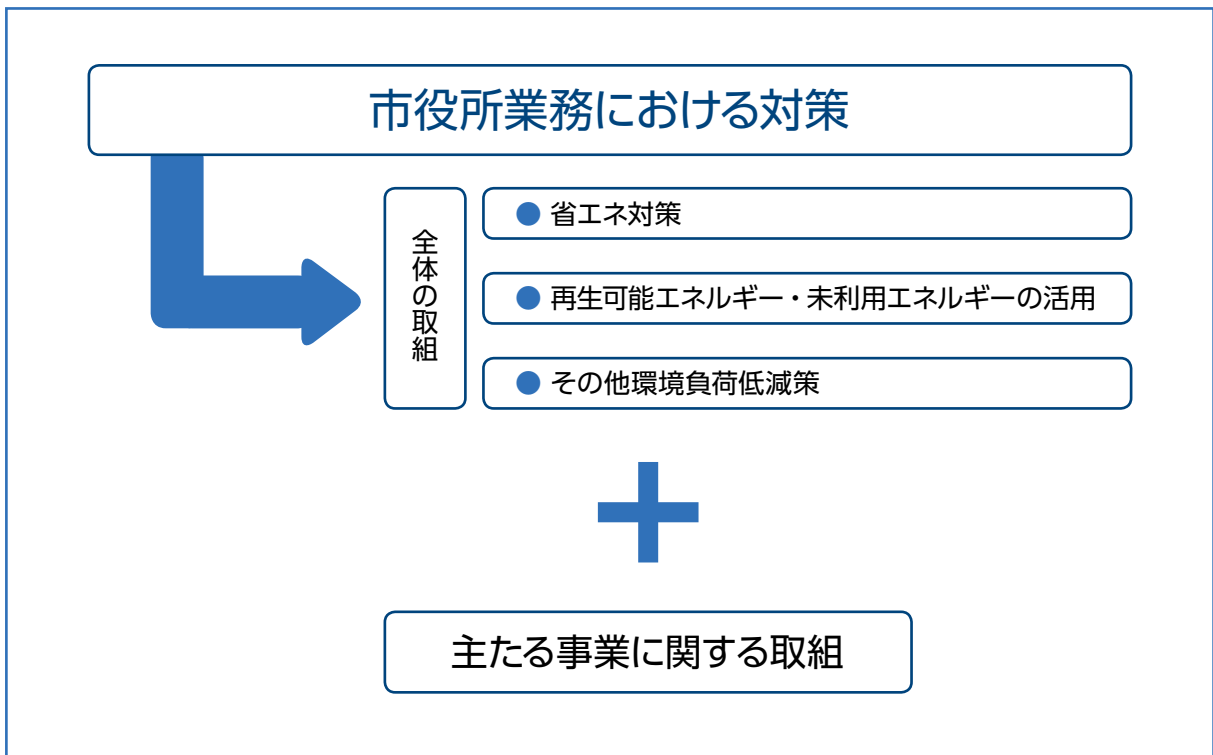 市役所業務における対策
全体の取組
● 省エネ対策
● 再生可能エネルギー・未利用エネルギーの活用
● その他環境負荷低減策
+
主たる事業に関する取組